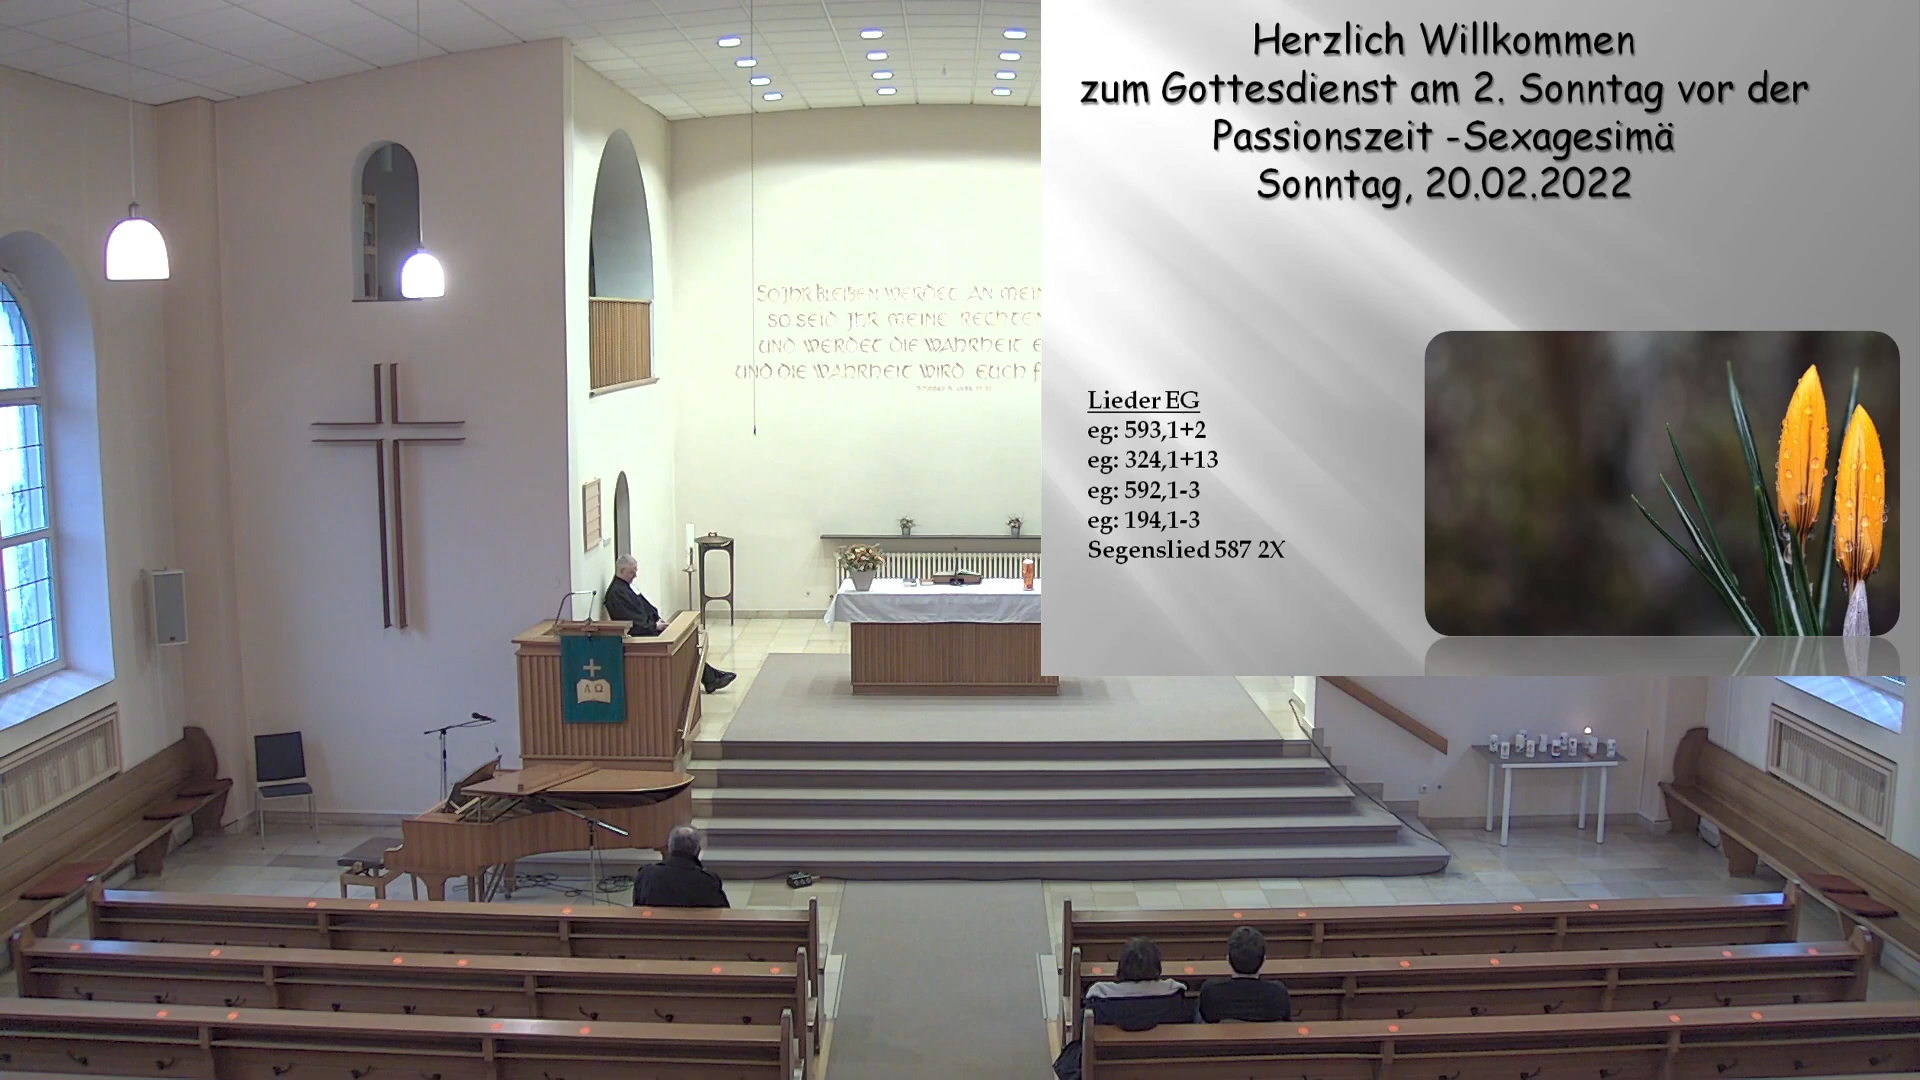 Herzlich Willkommen
zum Gottesdienst am 2. Sonntag vor der
Passionszeit -Sexagesimä
Sonntag, 20.02.2022
SO IHR BLEIBEN WERDET AN MEIN
SO SEID IHR MEINE RECHTE
UND WERDET DIE WAHRHEIT E
UND DIE WAHRHEIT WIRD EUCH F
Lieder EG
eg: 593,1+2
eg: 324,1+13
eg: 592,1-3
eg: 194,1-3
Segenslied 587 2X
Α Ω